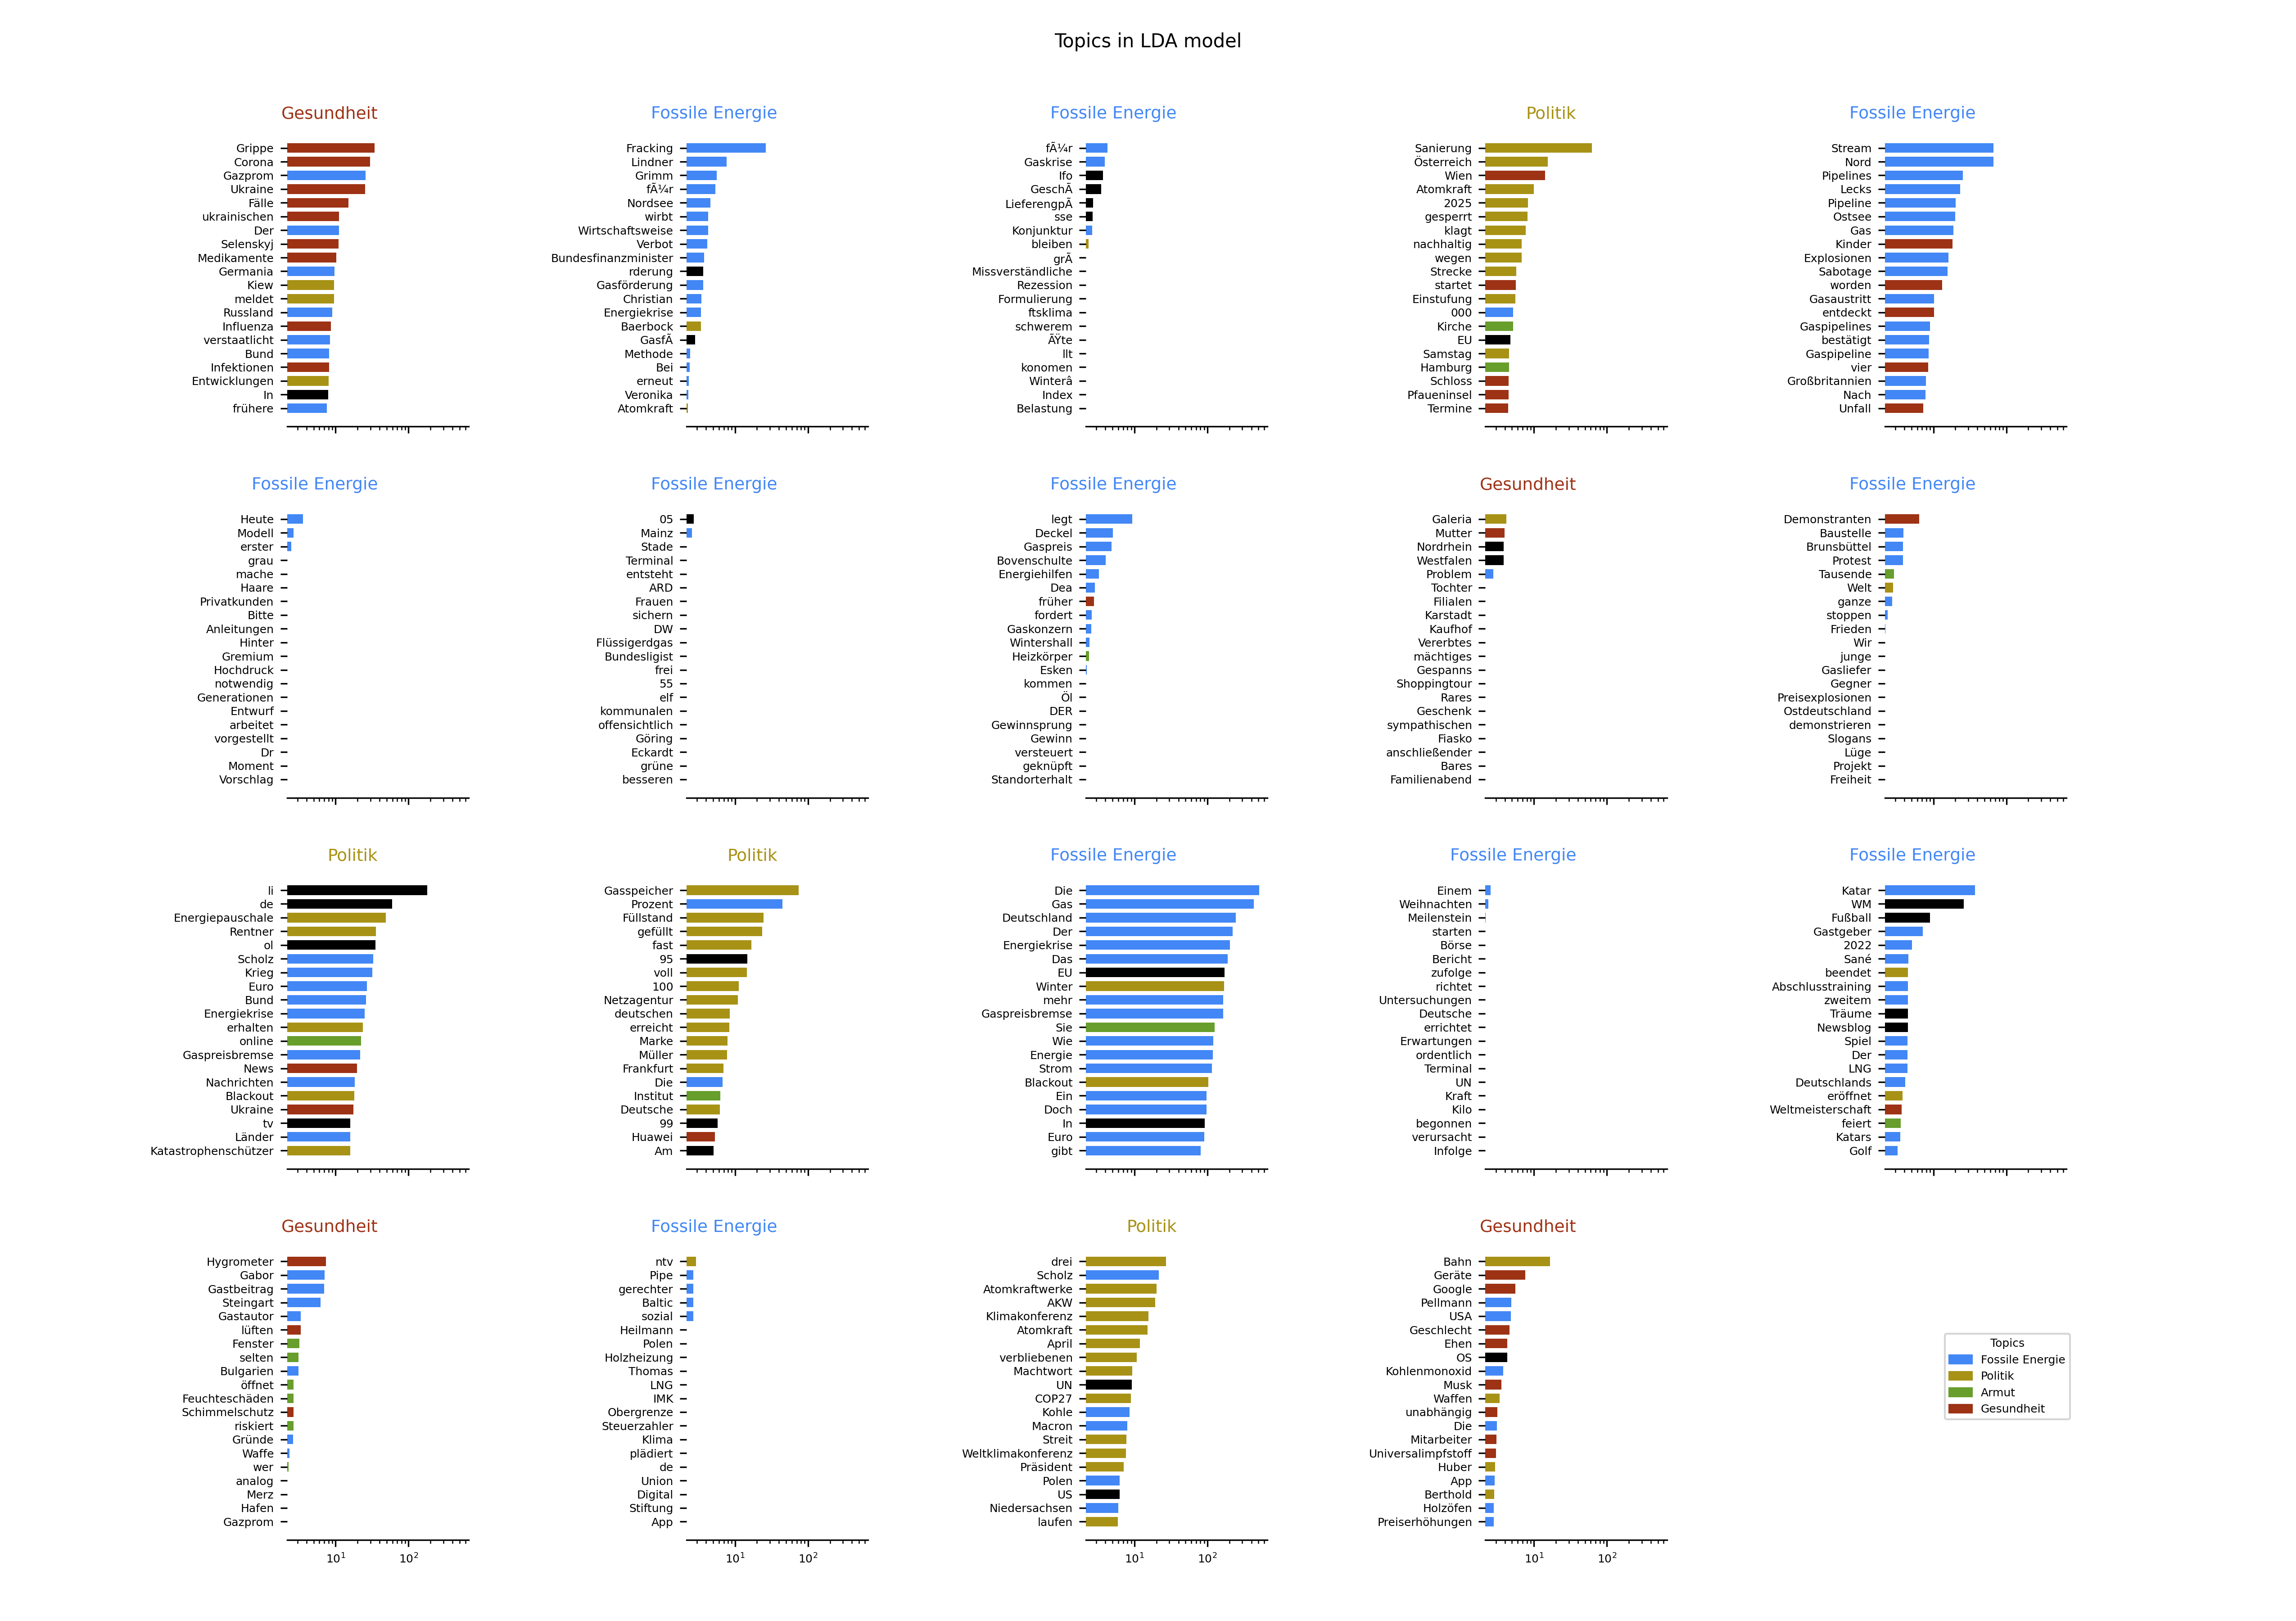 Topics in LDA model
Gesundheit
Grippe
Corona
Gazprom
Ukraine
Fälle
ukrainischen
Der
Selenskyj
Medikamente
Germania
Kiew
meldet
Russland
Influenza
verstaatlicht
Bund
Infektionen
Entwicklungen
In
frühere
Fossile Energie
Fracking
Lindner
Grimm
fÃ¼r
Nordsee
wirbt
Wirtschaftsweise
Verbot
Bundesfinanzminister
rderung
Gasförderung
Christian
Energiekrise
Baerbock
GasfÃ
Methode
Bei
erneut
Veronika
Atomkraft
Fossile Energie
fÃ¼r
Gaskrise
Ifo
GeschÃ
LieferengpÃ
sse
Konjunktur
bleiben
grÃ
Missverständliche
Rezession
Formulierung
ftsklima
schwerem
ÃŸte
llt
konomen
Winterâ
Index
Belastung
Politik
Sanierung
Österreich
Wien
Atomkraft
2025
gesperrt
klagt
nachhaltig
wegen
Strecke
startet
Einstufung
000
Kirche
EU
Samstag
Hamburg
Schloss
Pfaueninsel
Termine
Fossile Energie
Stream
Nord
Pipelines
Lecks
Pipeline
Ostsee
Gas
Kinder
Explosionen
Sabotage
worden
Gasaustritt
entdeckt
Gaspipelines
bestätigt
Gaspipeline
vier
Großbritannien
Nach
Unfall
Fossile Energie
Heute
Modell
erster
grau
mache
Haare
Privatkunden
Bitte
Anleitungen
Hinter
Gremium
Hochdruck
notwendig
Generationen
Entwurf
arbeitet
vorgestellt
Dr
Moment
Vorschlag
Fossile Energie
05
Mainz
Stade
Terminal
entsteht
ARD
Frauen
sichern
DW
Flüssigerdgas
Bundesligist
frei
55
elf
kommunalen
offensichtlich
Göring
Eckardt
grüne
besseren
Fossile Energie
legt
Deckel
Gaspreis
Bovenschulte
Energiehilfen
Dea
früher
fordert
Gaskonzern
Wintershall
Heizkörper
Esken
kommen
Öl
DER
Gewinnsprung
Gewinn
versteuert
geknüpft
Standorterhalt
Gesundheit
Galeria
Mutter
Nordrhein
Westfalen
Problem
Tochter
Filialen
Karstadt
Kaufhof
Vererbtes
mächtiges
Gespanns
Shoppingtour
Rares
Geschenk
sympathischen
Fiasko
anschließender
Bares
Familienabend
Fossile Energie
Demonstranten
Baustelle
Brunsbüttel
Protest
Tausende
Welt
ganze
stoppen
Frieden
Wir
junge
Gasliefer
Gegner
Preisexplosionen
Ostdeutschland
demonstrieren
Slogans
Lüge
Projekt
Freiheit
Politik
li
de
Energiepauschale
Rentner
ol
Scholz
Krieg
Euro
Bund
Energiekrise
erhalten
online
Gaspreisbremse
News
Nachrichten
Blackout
Ukraine
tv
Länder
Katastrophenschützer
Politik
Gasspeicher
Prozent
Füllstand
gefüllt
fast
95
voll
100
Netzagentur
deutschen
erreicht
Marke
Müller
Frankfurt
Die
Institut
Deutsche
99
Huawei
Am
Fossile Energie
Die
Gas
Deutschland
Der
Energiekrise
Das
EU
Winter
mehr
Gaspreisbremse
Sie
Wie
Energie
Strom
Blackout
Ein
Doch
In
Euro
gibt
Fossile Energie
Einem
Weihnachten
Meilenstein
starten
Börse
Bericht
zufolge
richtet
Untersuchungen
Deutsche
errichtet
Erwartungen
ordentlich
Terminal
UN
Kraft
Kilo
begonnen
verursacht
Infolge
Fossile Energie
Katar
WM
Fußball
Gastgeber
2022
Sané
beendet
Abschlusstraining
zweitem
Träume
Newsblog
Spiel
Der
LNG
Deutschlands
eröffnet
Weltmeisterschaft
feiert
Katars
Golf
Gesundheit
Hygrometer
Gabor
Gastbeitrag
Steingart
Gastautor
lüften
Fenster
selten
Bulgarien
öffnet
Feuchteschäden
Schimmelschutz
riskiert
Gründe
Waffe
wer
analog
Merz
Hafen
Gazprom
10¹ 10²
Fossile Energie
ntv
Pipe
gerechter
Baltic
sozial
Heilmann
Polen
Holzheizung
Thomas
LNG
IMK
Obergrenze
Steuerzahler
Klima
plädiert
de
Union
Digital
Stiftung
App
10¹ 10²
Politik
drei
Scholz
Atomkraftwerke
AKW
Klimakonferenz
Atomkraft
April
verbliebenen
Machtwort
UN
COP27
Kohle
Macron
Streit
Weltklimakonferenz
Präsident
Polen
US
Niedersachsen
laufen
10¹ 10²
Gesundheit
Bahn
Geräte
Google
Pellmann
USA
Geschlecht
Ehen
OS
Kohlenmonoxid
Musk
Waffen
unabhängig
Die
Mitarbeiter
Universalimpfstoff
Huber
App
Berthold
Holzöfen
Preiserhöhungen
10¹ 10²
Topics
Fossile Energie
Politik
Armut
Gesundheit